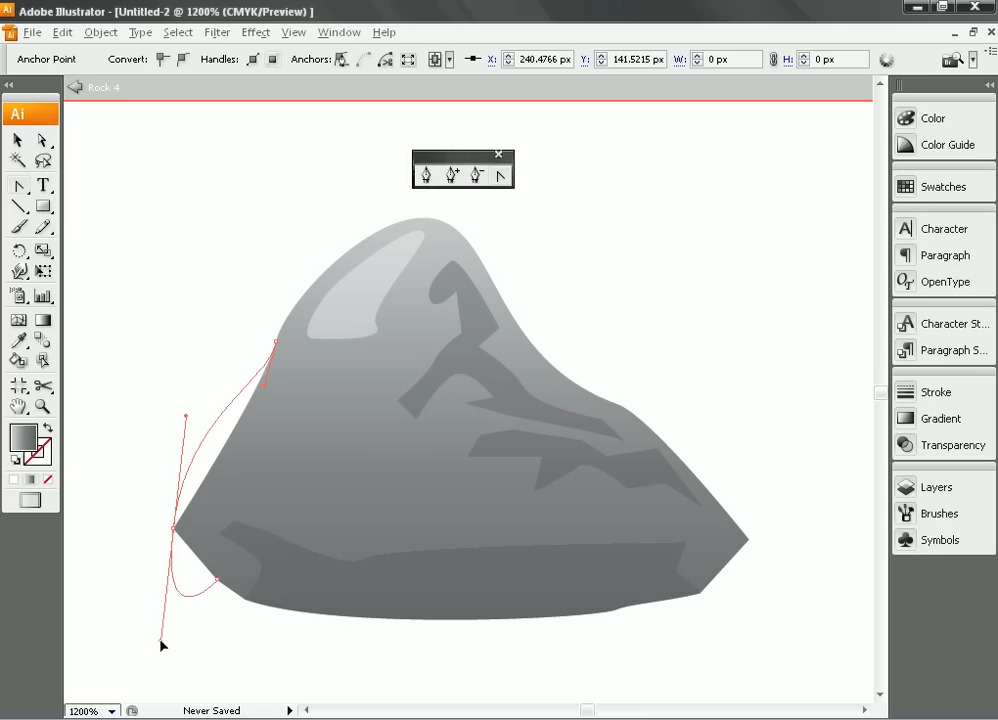 Ai Adobe Illustrator - [Untitled-2 @ 1200% (CMYK/Preview) ]
File Edit Object Type Select Filter Effect View Window Help
Anchor Point Convert: Handles: Anchors: X: 240.4766 px Y: 141.5215 px W: 0 px H: 0 px
Rock 4
Ai
T
Color
Color Guide
Swatches
Character
Paragraph
OpenType
Character St...
Paragraph S...
Stroke
Gradient
Transparency
Layers
Brushes
Symbols
1200% Never Saved